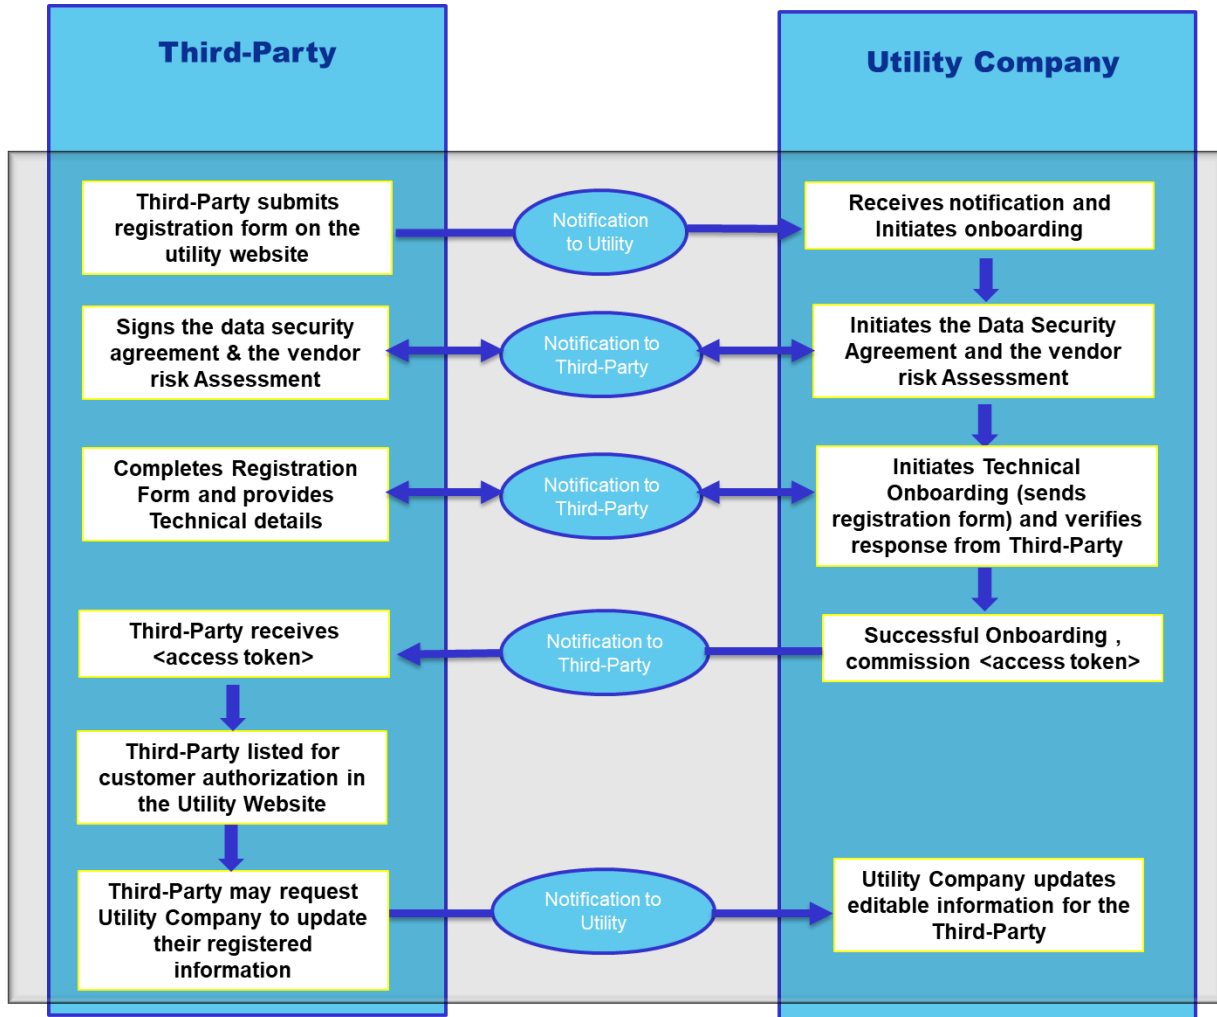 Third-Party
Utility Company
Third-Party submits
registration form on the
utility website
Notification
to Utility
Receives notification and
Initiates onboarding
Signs the data security
agreement & the vendor
risk Assessment
Notification to
Third-Party
Initiates the Data Security
Agreement and the vendor
risk Assessment
Completes Registration
Form and provides
Technical details
Notification to
Third-Party
Initiates Technical
Onboarding (sends
registration form) and verifies
response from Third-Party
Third-Party receives
<access token>
Notification to
Third-Party
Successful Onboarding ,
commission <access token>
Third-Party listed for
customer authorization in
the Utility Website
Third-Party may request
Utility Company to update
their registered
information
Notification to
Utility
Utility Company updates
editable information for the
Third-Party